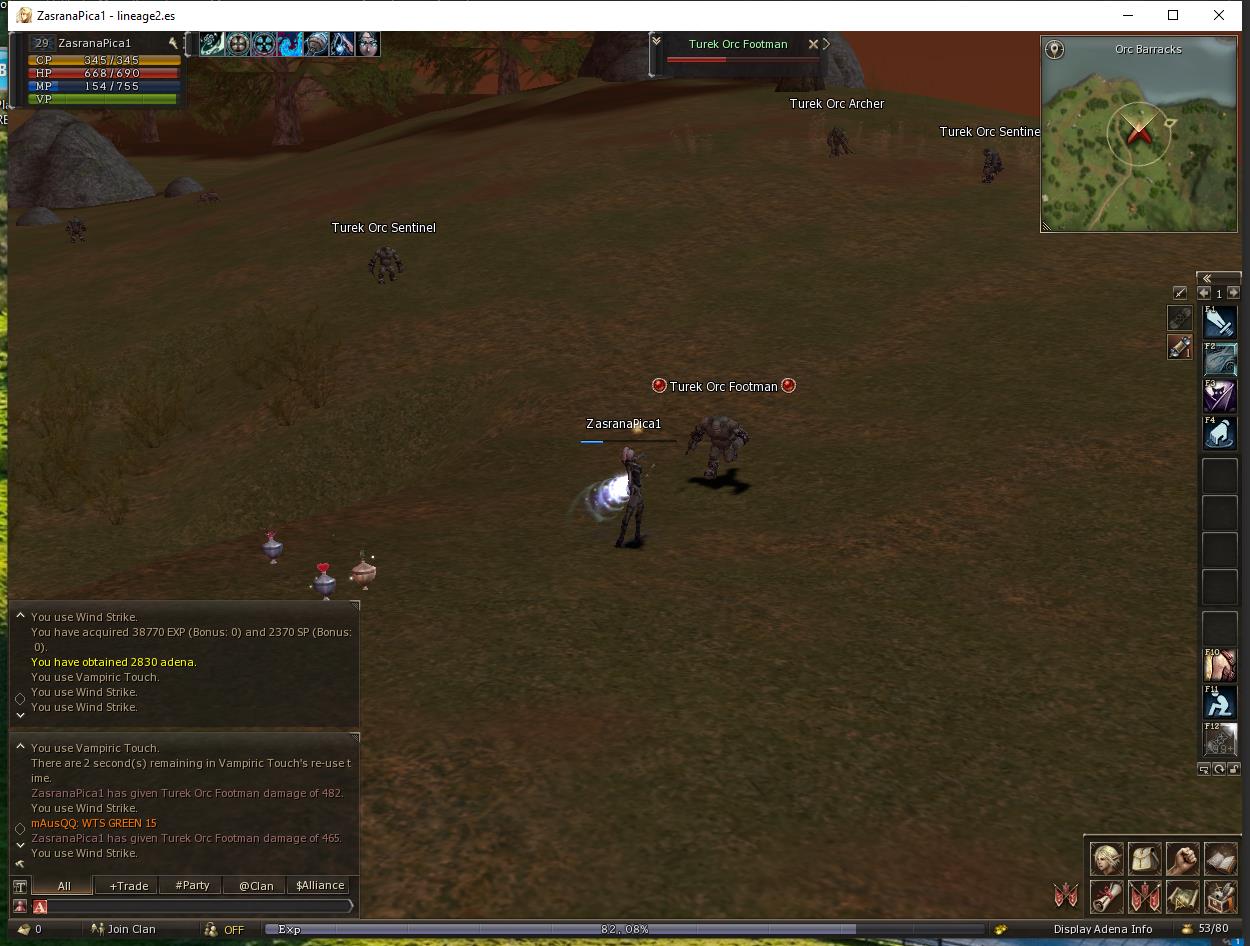 ZasranaPica1 - lineage2.es
29 ZasranaPica1
CP 345/345
HP 668/690
MP 154/755
VP
Turek Orc Footman
Orc Barracks
Turek Orc Archer
Turek Orc Sentine
Turek Orc Sentinel
Turek Orc Footman
ZasranaPica1
1
F1
F2
F3
F4
F10
F11
F12
99+
1
You use Wind Strike.
You have acquired 38770 EXP (Bonus: 0) and 2370 SP (Bonus:
0).
You have obtained 2830 adena.
You use Vampiric Touch.
You use Wind Strike.
You use Wind Strike.
You use Vampiric Touch.
There are 2 second(s) remaining in Vampiric Touch's re-use t
ime.
ZasranaPica1 has given Turek Orc Footman damage of 482.
You use Wind Strike.
mAusQQ: WTS GREEN 15
ZasranaPica1 has given Turek Orc Footman damage of 465.
You use Wind Strike.
All +Trade #Party @Clan $Alliance
A
0 Join Clan OFF Exp 82.08% Display Adena Info 53/80